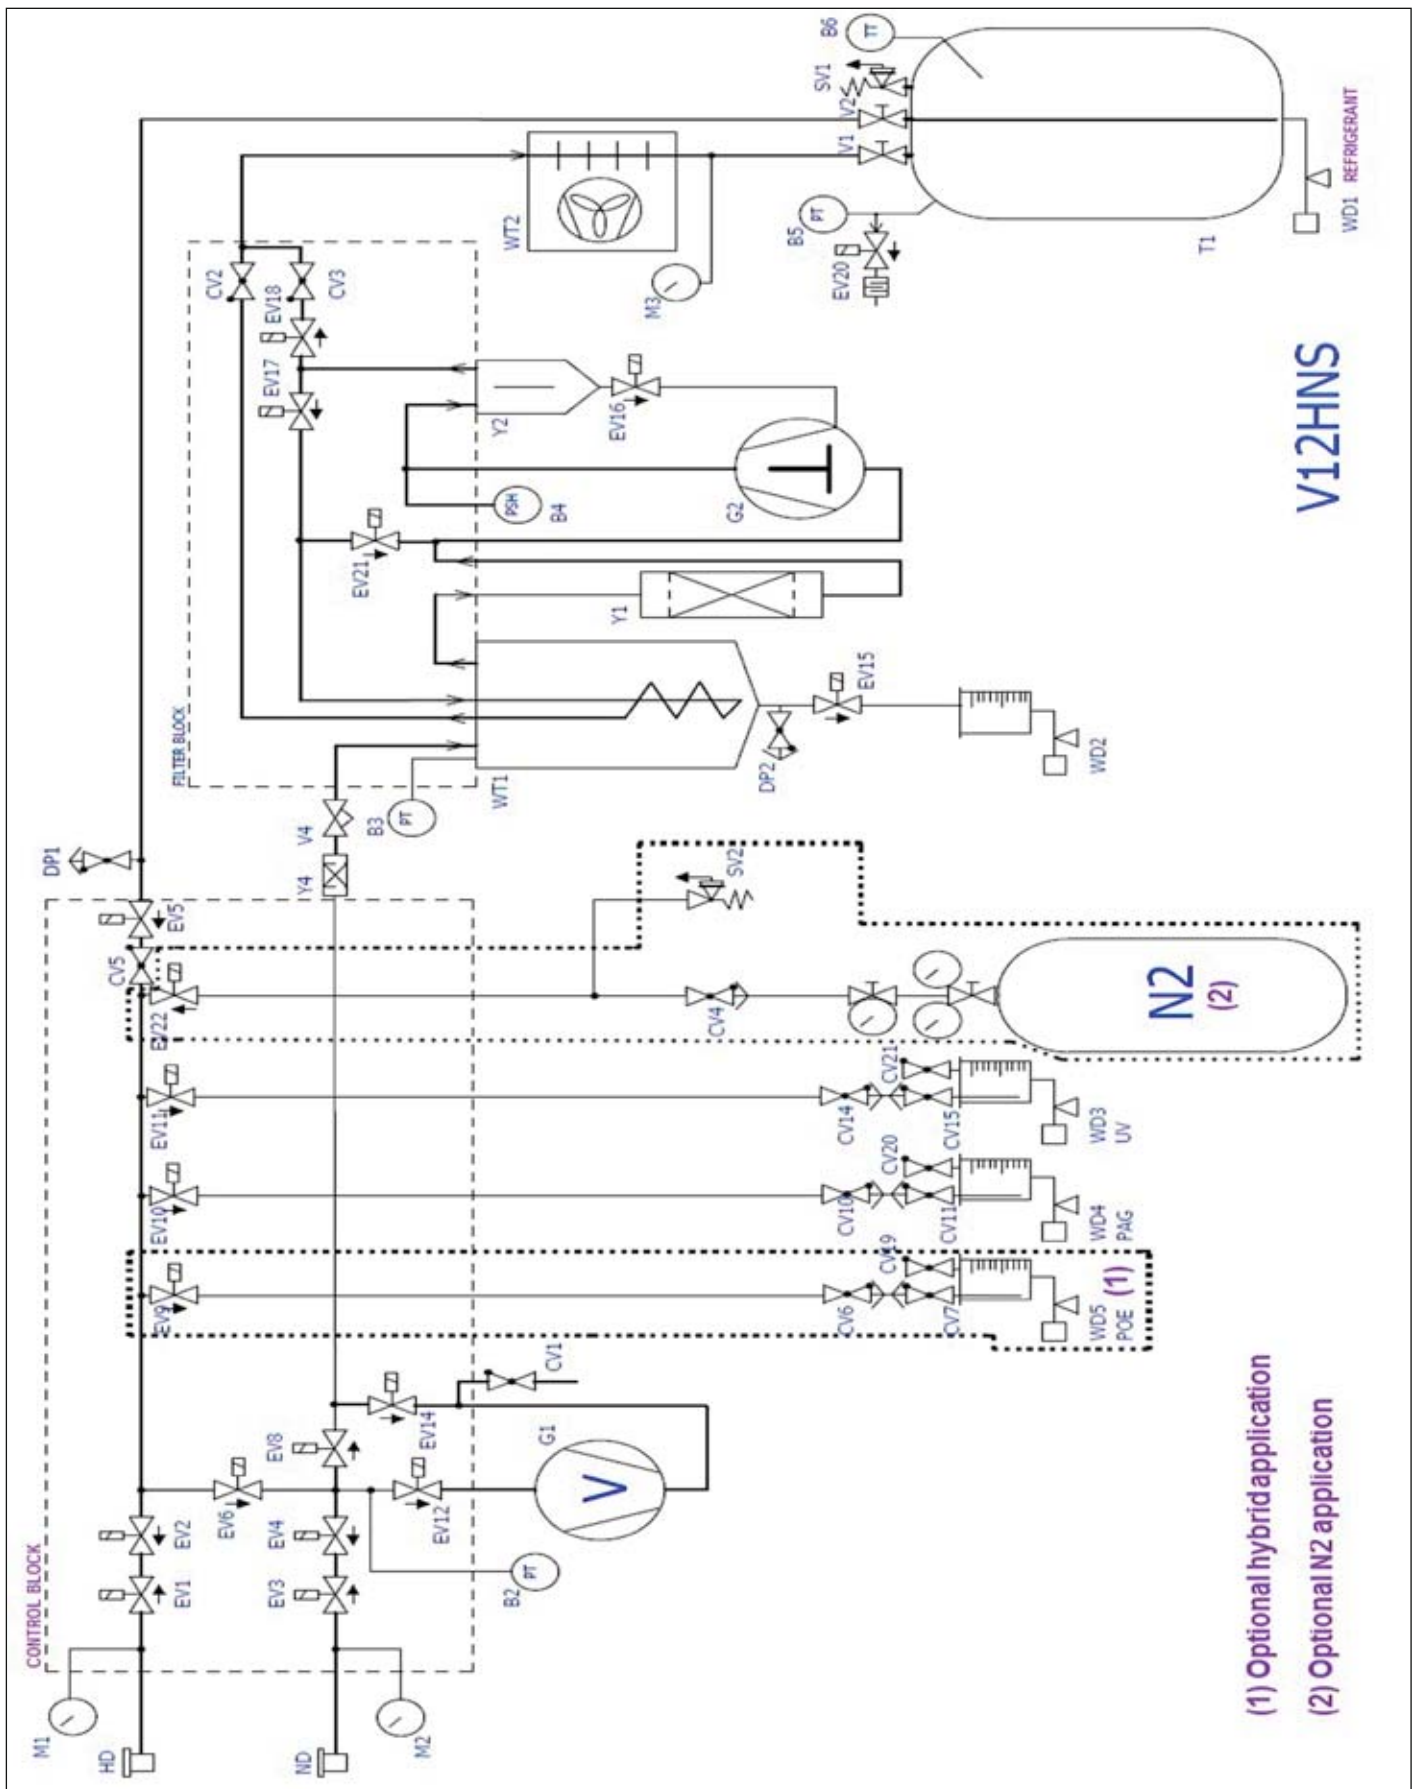 CONTROL BLOCK
M1
HD
ND
M2
EV1
EV2
EV3
EV4
EV6
EV8
EV12
EV14
B2
PT
G1
V
CV1
EV9
EV10
EV11
EV22
CV5
EV5
DP1
CV6
CV19
CV7
WD5
POE
(1)
CV10
CV20
CV11
WD4
PAG
CV14
CV21
CV15
WD3
UV
CV4
SV2
N2
(2)
Y4
V4
B3
PT
FILTER BLOCK
WT1
DP2
EV15
WD2
Y1
EV21
B4
PSH
G2
Y2
EV16
EV17
EV18
CV2
CV3
WT2
M3
B5
PT
EV20
V1
V2
SV1
B6
TT
T1
WD1 REFRIGERANT
V12HNS
(1) Optional hybrid application
(2) Optional N2 application